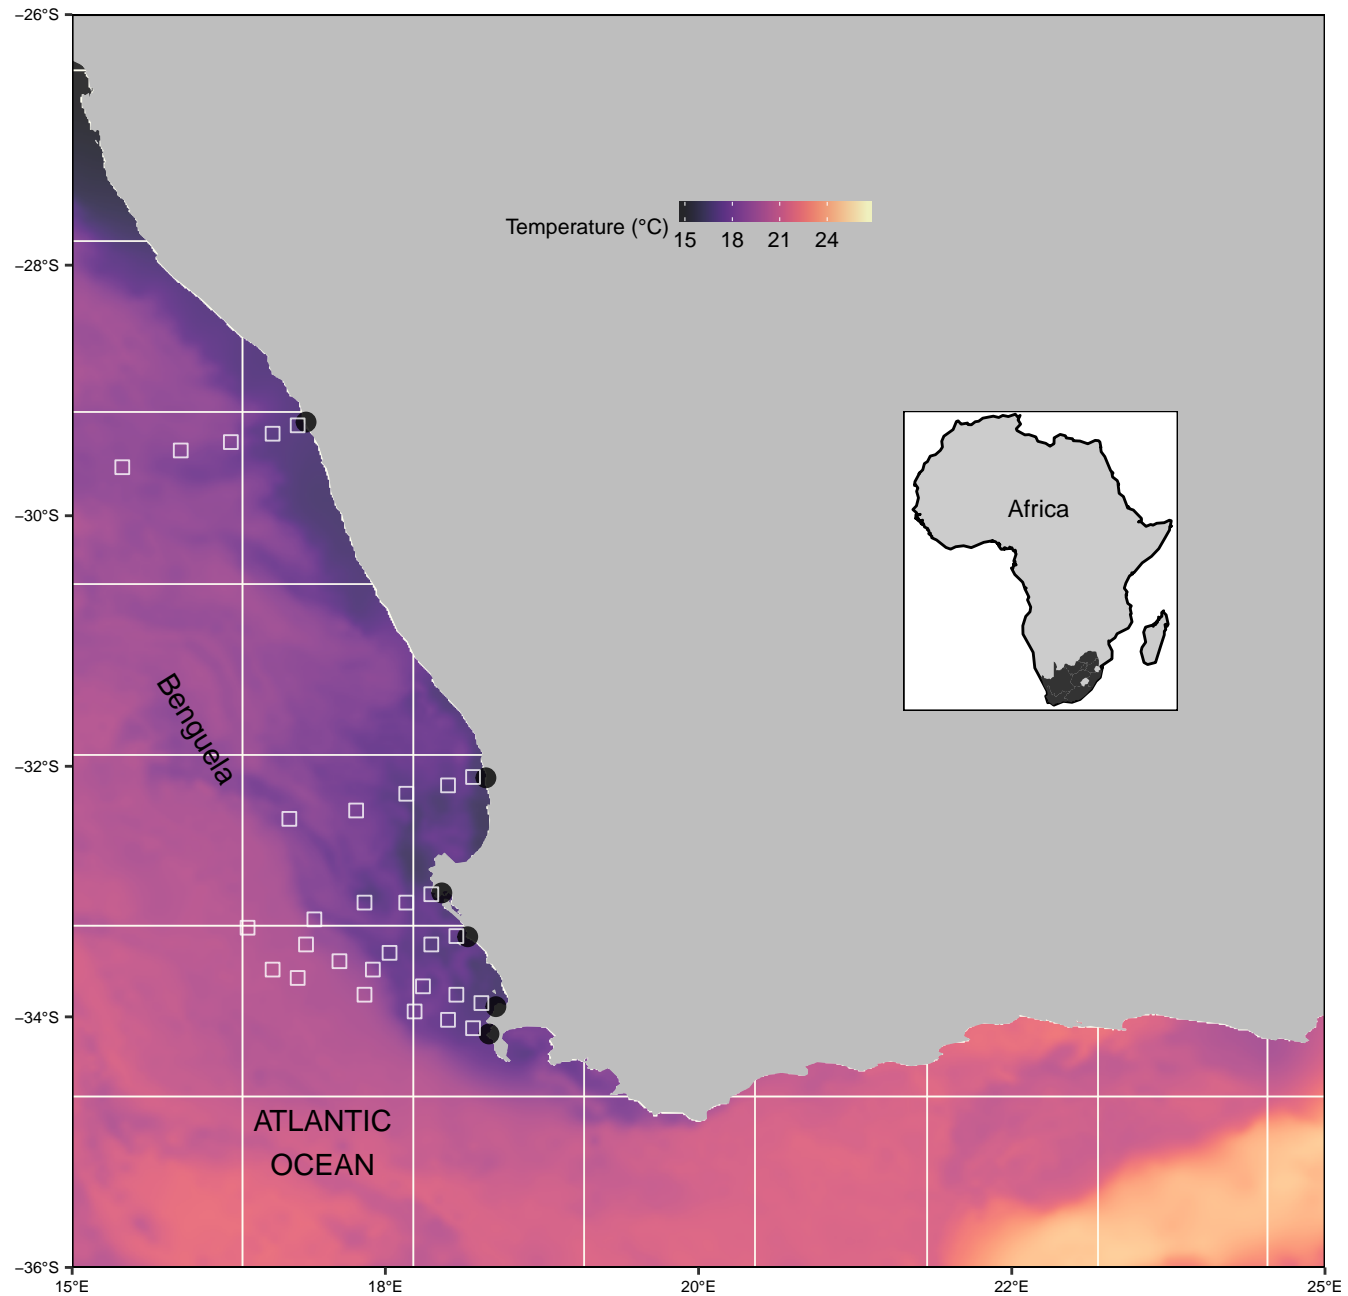 −26°S
Temperature (°C)
15 18 21 24
−28°S
Africa
−30°S
Benguela
−32°S
−34°S
ATLANTIC
OCEAN
−36°S
15°E 18°E 20°E 22°E 25°E